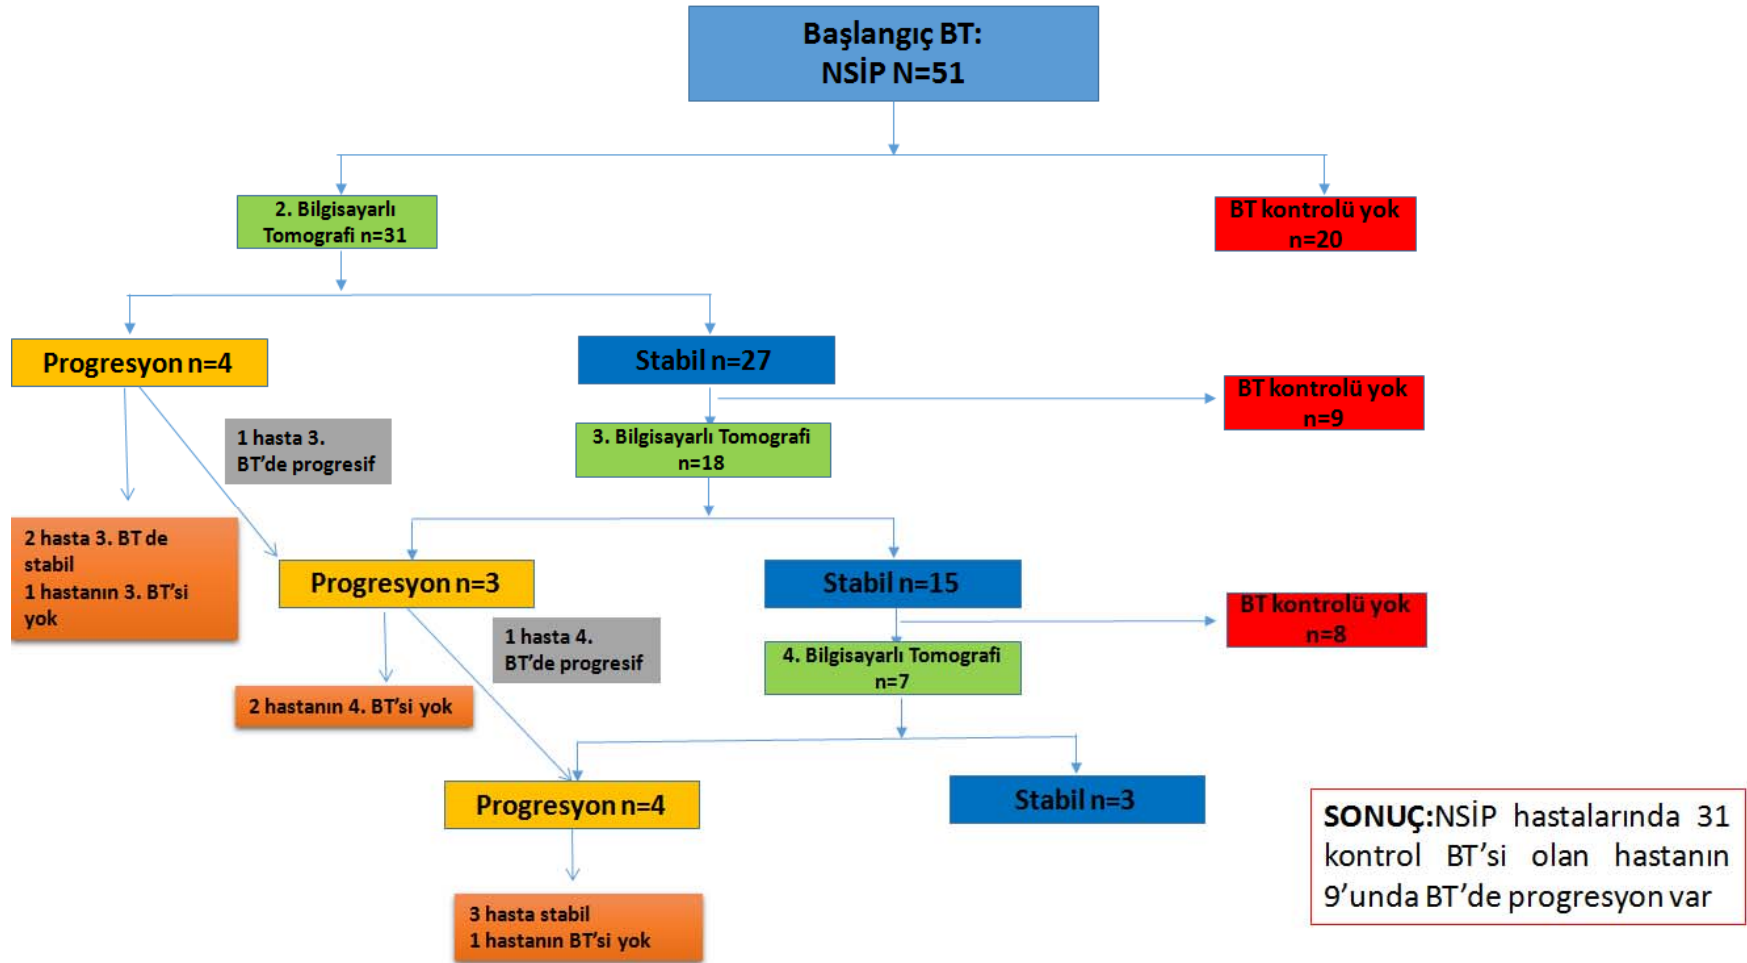 Başlangıç BT:
NSİP N=51
2. Bilgisayarlı
Tomografi n=31
BT kontrolü yok
n=20
Progresyon n=4
Stabil n=27
BT kontrolü yok
n=9
1 hasta 3.
BT’de progresif
3. Bilgisayarlı Tomografi
n=18
2 hasta 3. BT de
stabil
1 hastanın 3. BT’si
yok
Progresyon n=3
Stabil n=15
BT kontrolü yok
n=8
1 hasta 4.
BT’de progresif
4. Bilgisayarlı Tomografi
n=7
2 hastanın 4. BT’si yok
Progresyon n=4
Stabil n=3
SONUÇ:NSİP hastalarında 31
kontrol BT’si olan hastanın
9’unda BT’de progresyon var
3 hasta stabil
1 hastanın BT’si yok